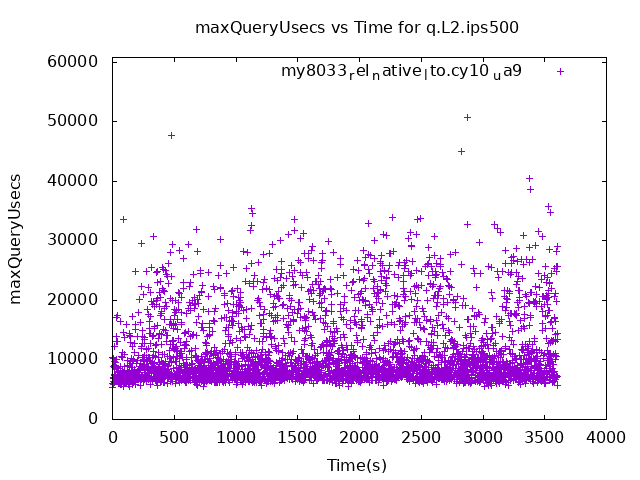 maxQueryUsecs vs Time for q.L2.ips500
60000
my8033relnativelto.cy10ua9
50000
40000
maxQueryUsecs
30000
20000
10000
0
0 500 1000 1500 2000 2500 3000 3500 4000
Time(s)